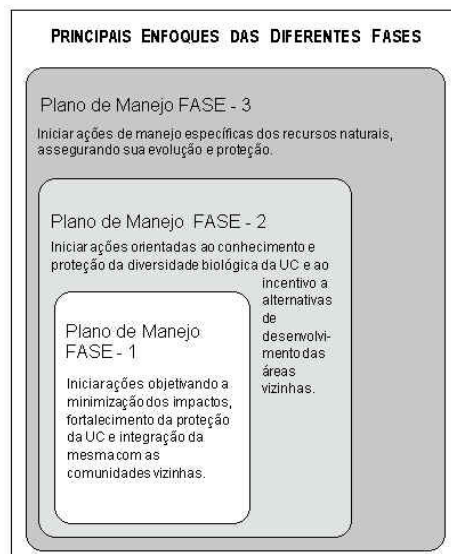 PRINCIPAIS ENFOQUES DAS DIFERENTES FASES
Plano de Manejo FASE - 3
Iniciar ações de manejo específicas dos recursos naturais,
assegurando sua evolução e proteção.
Plano de Manejo FASE - 2
Iniciar ações orientadas ao conhecimento e
proteção da diversidade biológica da UC e ao
incentivo a
alternativas
de
desenvolvi-
mento das
áreas
vizinhas.
Plano de Manejo
FASE - 1
Iniciar ações objetivando a
minimização dos impactos,
fortalecimento da proteção
da UC e integração da
mesma com as
comunidades vizinhas.